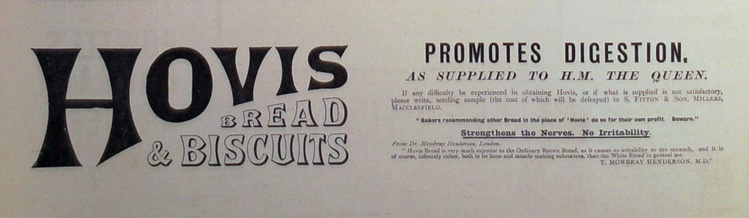 HOVIS
BREAD
& BISCUITS
PROMOTES DIGESTION.
AS SUPPLIED TO H.M. THE QUEEN.
If any difficulty be experienced in obtaining Hovis, or if what is supplied is not satisfactory,
please write, sending sample (the cost of which will be defrayed) to S. FITTON & SON, MILLERS,
MACCLESFIELD.
"Bakers recommending other Bread in the place of 'Hovis' do so for their own profit. Beware."
Strengthens the Nerves. No Irritability.
From Dr. Mowbray Henderson, London.
"Hovis Bread is very much superior to the Ordinary Brown Bread, as it causes no irritability to the stomach, and it is
of course, infinitely richer, both in its bone and muscle making substances, than the White Bread in general use.
T. MOWBRAY HENDERSON, M.D."